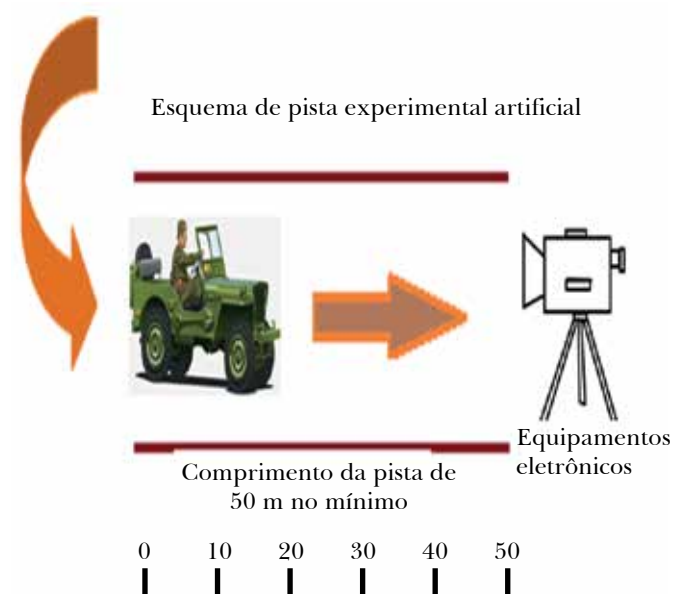 Esquema de pista experimental artificial
Equipamentos
eletrônicos
Comprimento da pista de
50 m no mínimo
0 10 20 30 40 50